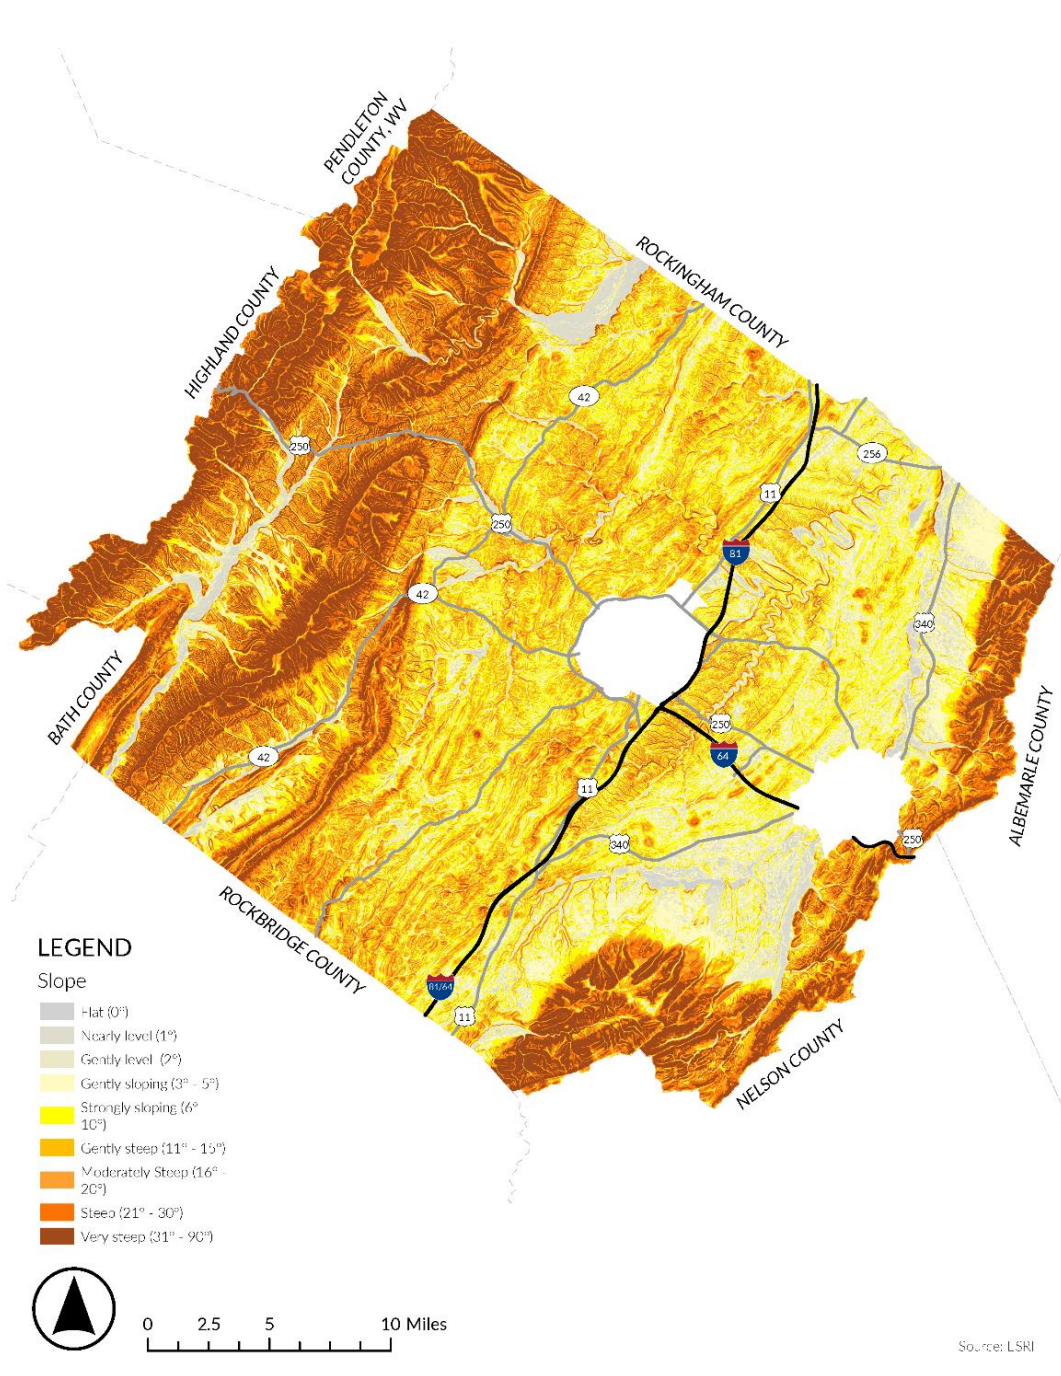 PENDLETON
COUNTY, WV
ROCKINGHAM COUNTY
HIGHLAND COUNTY
42
250
256
11
250
81
42
340
BATH COUNTY
250
64
42
11
ALBEMARLE COUNTY
340
250
ROCKBRIDGE COUNTY
81/64
11
NELSON COUNTY
LEGEND
Slope
Flat (0°)
Nearly level (1°)
Gently level (2°)
Gently sloping (3° - 5°)
Strongly sloping (6°
10°)
Gently steep (11° - 15°)
Moderately Steep (16° -
20°)
Steep (21° - 30°)
Very steep (31° - 90°)
0 2.5 5 10 Miles
Source: ESRI